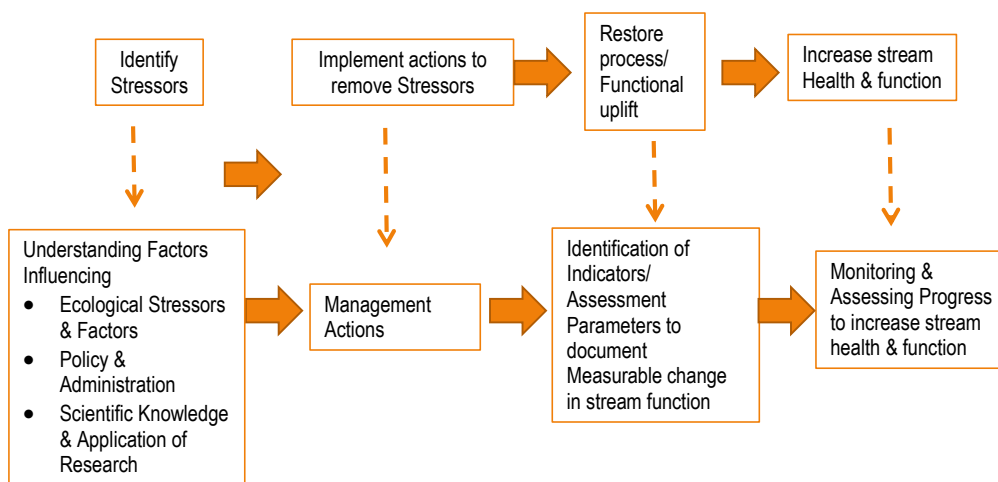 Identify
Stressors
Implement actions to
remove Stressors
Restore
process/
Functional
uplift
Increase stream
Health & function
Understanding Factors
Influencing
• Ecological Stressors
& Factors
• Policy &
Administration
• Scientific Knowledge
& Application of
Research
Management
Actions
Identification of
Indicators/
Assessment
Parameters to
document
Measurable change
in stream function
Monitoring &
Assessing Progress
to increase stream
health & function